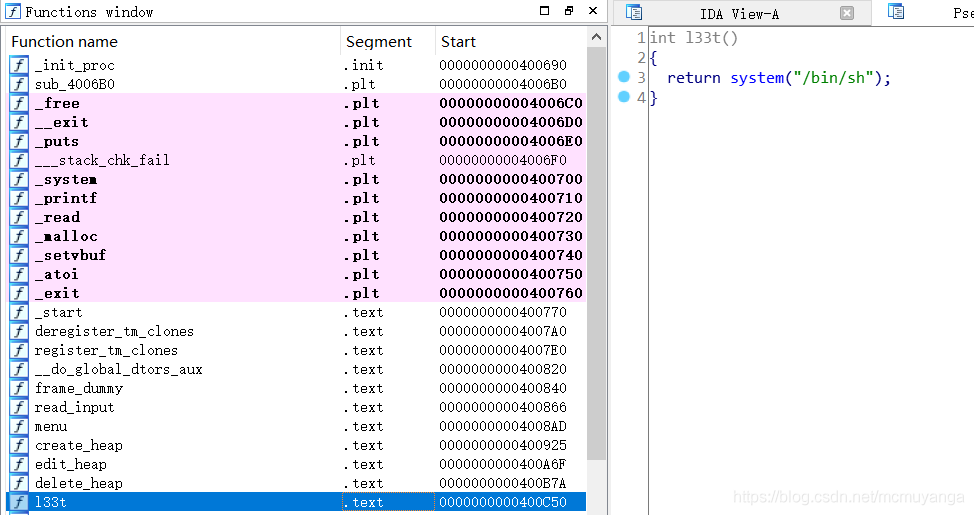 Functions window
Function name Segment Start
_init_proc .init 0000000000400690
sub_4006B0 .plt 00000000004006B0
_free .plt 00000000004006C0
__exit .plt 00000000004006D0
_puts .plt 00000000004006E0
___stack_chk_fail .plt 00000000004006F0
_system .plt 0000000000400700
_printf .plt 0000000000400710
_read .plt 0000000000400720
_malloc .plt 0000000000400730
_setvbuf .plt 0000000000400740
_atoi .plt 0000000000400750
_exit .plt 0000000000400760
_start .text 0000000000400770
deregister_tm_clones .text 00000000004007A0
register_tm_clones .text 00000000004007E0
__do_global_dtors_aux .text 0000000000400820
frame_dummy .text 0000000000400840
read_input .text 0000000000400866
menu .text 00000000004008AD
create_heap .text 0000000000400925
edit_heap .text 0000000000400A6F
delete_heap .text 0000000000400B7A
l33t .text 0000000000400C50
IDA View-A Pse
1 int l33t()
2 {
3 return system("/bin/sh");
4 }
https://blog.csdn.net/mcmuyanga